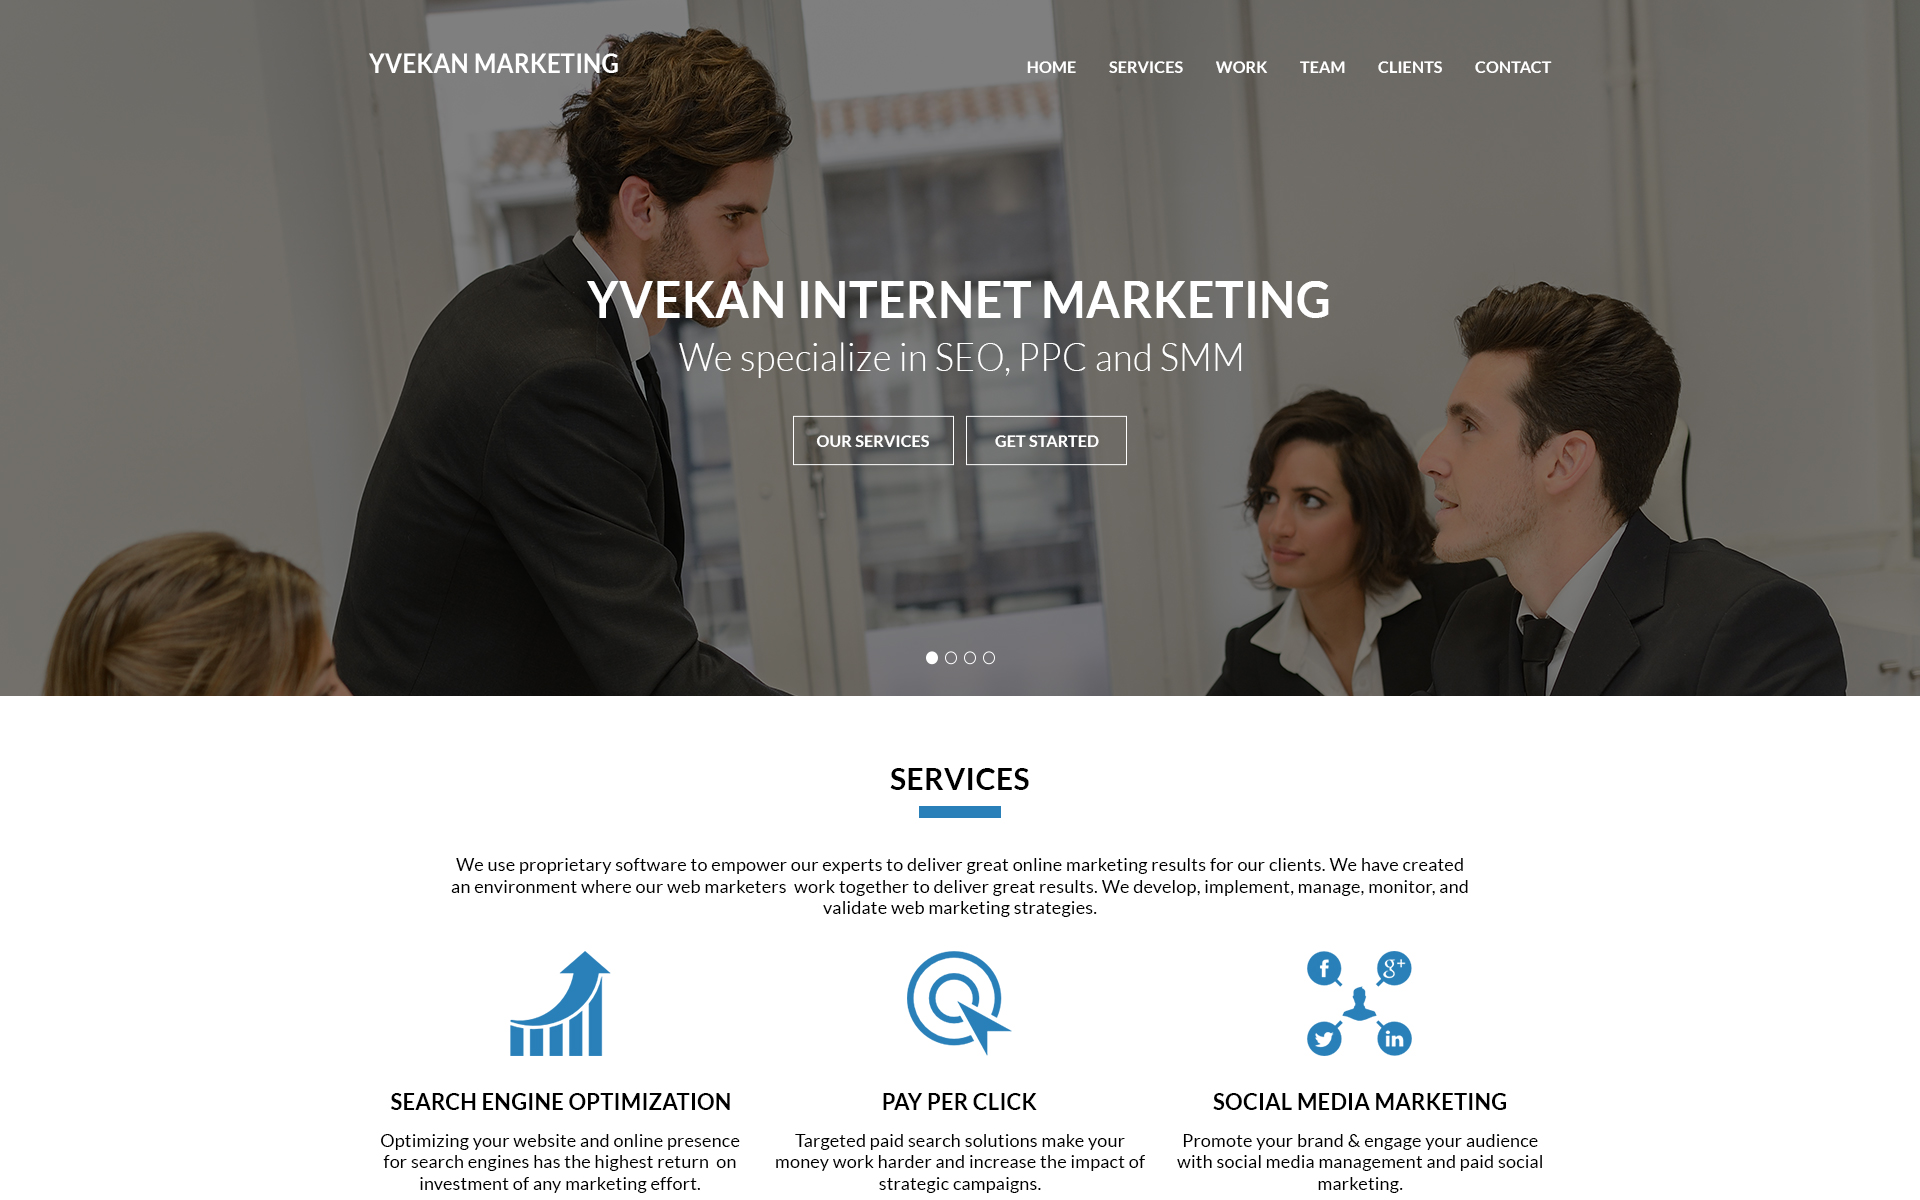 YVEKAN MARKETING
HOME SERVICES WORK TEAM CLIENTS CONTACT
YVEKAN INTERNET MARKETING
We specialize in SEO, PPC and SMM
OUR SERVICES GET STARTED
SERVICES
We use proprietary software to empower our experts to deliver great online marketing results for our clients. We have created
an environment where our web marketers work together to deliver great results. We develop, implement, manage, monitor, and
validate web marketing strategies.
SEARCH ENGINE OPTIMIZATION
Optimizing your website and online presence
for search engines has the highest return on
investment of any marketing effort.
PAY PER CLICK
Targeted paid search solutions make your
money work harder and increase the impact of
strategic campaigns.
SOCIAL MEDIA MARKETING
Promote your brand & engage your audience
with social media management and paid social
marketing.